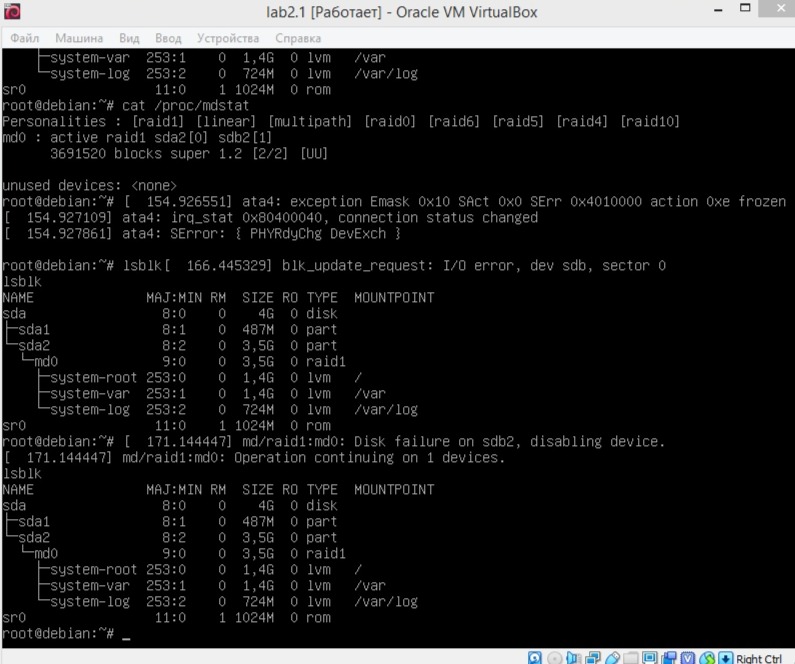 lab2.1 [Работает] - Oracle VM VirtualBox
Файл Машина Вид Ввод Устройства Справка
├─system-var 253:1 0 1,4G 0 lvm /var
└─system-log 253:2 0 724M 0 lvm /var/log
sr0 11:0 1 1024M 0 rom
root@debian:~# cat /proc/mdstat
Personalities : [raid1] [linear] [multipath] [raid0] [raid6] [raid5] [raid4] [raid10]
md0 : active raid1 sda2[0] sdb2[1]
3691520 blocks super 1.2 [2/2] [UU]
unused devices: <none>
root@debian:~# [ 154.926551] ata4: exception Emask 0x10 SAct 0x0 SErr 0x4010000 action 0xe frozen
[ 154.927109] ata4: irq_stat 0x80400040, connection status changed
[ 154.927861] ata4: SError: { PHYRdyChg DevExch }
root@debian:~# lsblk[ 166.445329] blk_update_request: I/O error, dev sdb, sector 0
lsblk
NAME MAJ:MIN RM SIZE RO TYPE MOUNTPOINT
sda 8:0 0 4G 0 disk
├─sda1 8:1 0 487M 0 part
└─sda2 8:2 0 3,5G 0 part
└─md0 9:0 0 3,5G 0 raid1
├─system-root 253:0 0 1,4G 0 lvm /
├─system-var 253:1 0 1,4G 0 lvm /var
└─system-log 253:2 0 724M 0 lvm /var/log
sr0 11:0 1 1024M 0 rom
root@debian:~# [ 171.144447] md/raid1:md0: Disk failure on sdb2, disabling device.
[ 171.144447] md/raid1:md0: Operation continuing on 1 devices.
lsblk
NAME MAJ:MIN RM SIZE RO TYPE MOUNTPOINT
sda 8:0 0 4G 0 disk
├─sda1 8:1 0 487M 0 part
└─sda2 8:2 0 3,5G 0 part
└─md0 9:0 0 3,5G 0 raid1
├─system-root 253:0 0 1,4G 0 lvm /
├─system-var 253:1 0 1,4G 0 lvm /var
└─system-log 253:2 0 724M 0 lvm /var/log
sr0 11:0 1 1024M 0 rom
root@debian:~# _
Right Ctrl